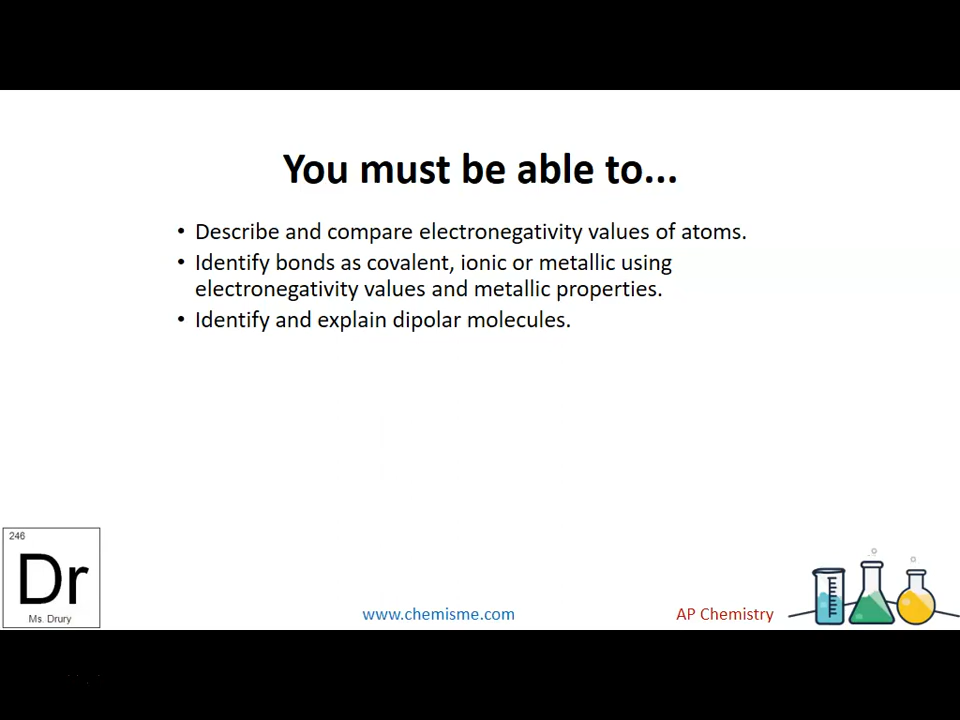 You must be able to...
• Describe and compare electronegativity values of atoms.
• Identify bonds as covalent, ionic or metallic using
electronegativity values and metallic properties.
• Identify and explain dipolar molecules.
246
Dr
Ms. Drury
www.chemisme.com
AP Chemistry